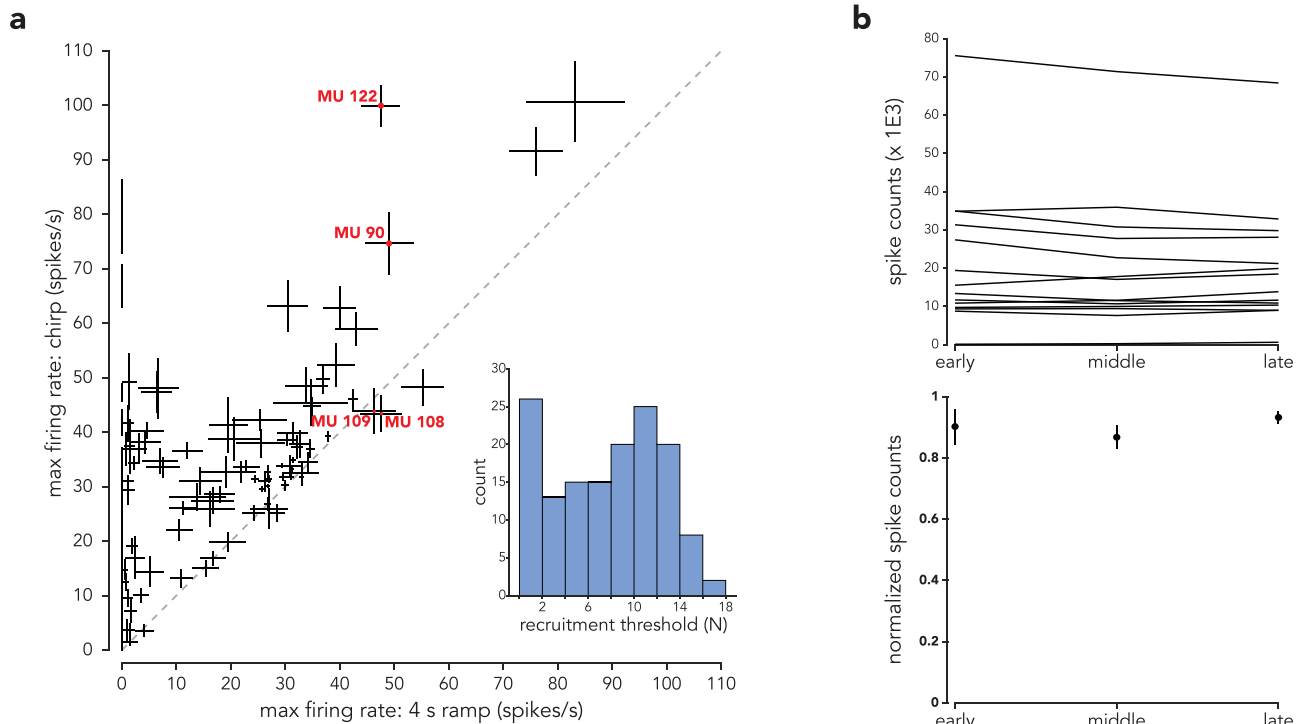 a
b
110
100
90
80
70
60
50
40
30
20
10
0
max firing rate: chirp (spikes/s)
0 10 20 30 40 50 60 70 80 90 100 110
max firing rate: 4 s ramp (spikes/s)
MU 122
MU 90
MU 109
MU 108
30
25
20
15
10
5
0
count
2 6 10 14 18
recruitment threshold (N)
80
70
60
50
40
30
20
10
0
spike counts (x 1E3)
early middle late
1
0.8
0.6
0.4
0.2
0
normalized spike counts
early middle late